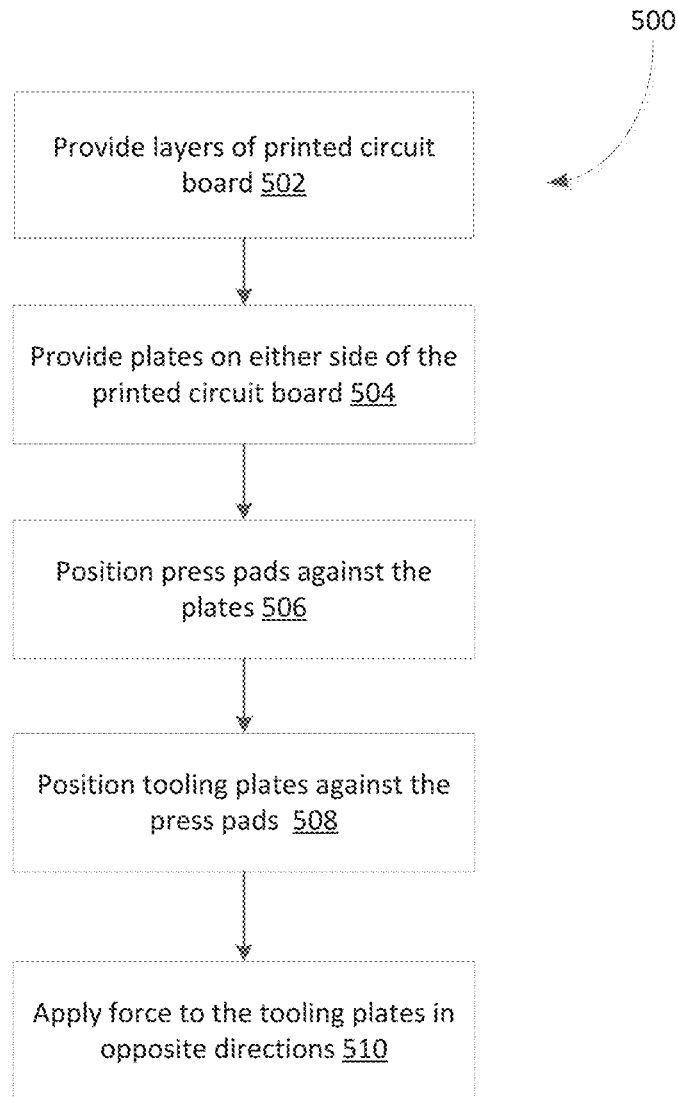 500
Provide layers of printed circuit
board 502
Provide plates on either side of the
printed circuit board 504
Position press pads against the
plates 506
Position tooling plates against the
press pads 508
Apply force to the tooling plates in
opposite directions 510